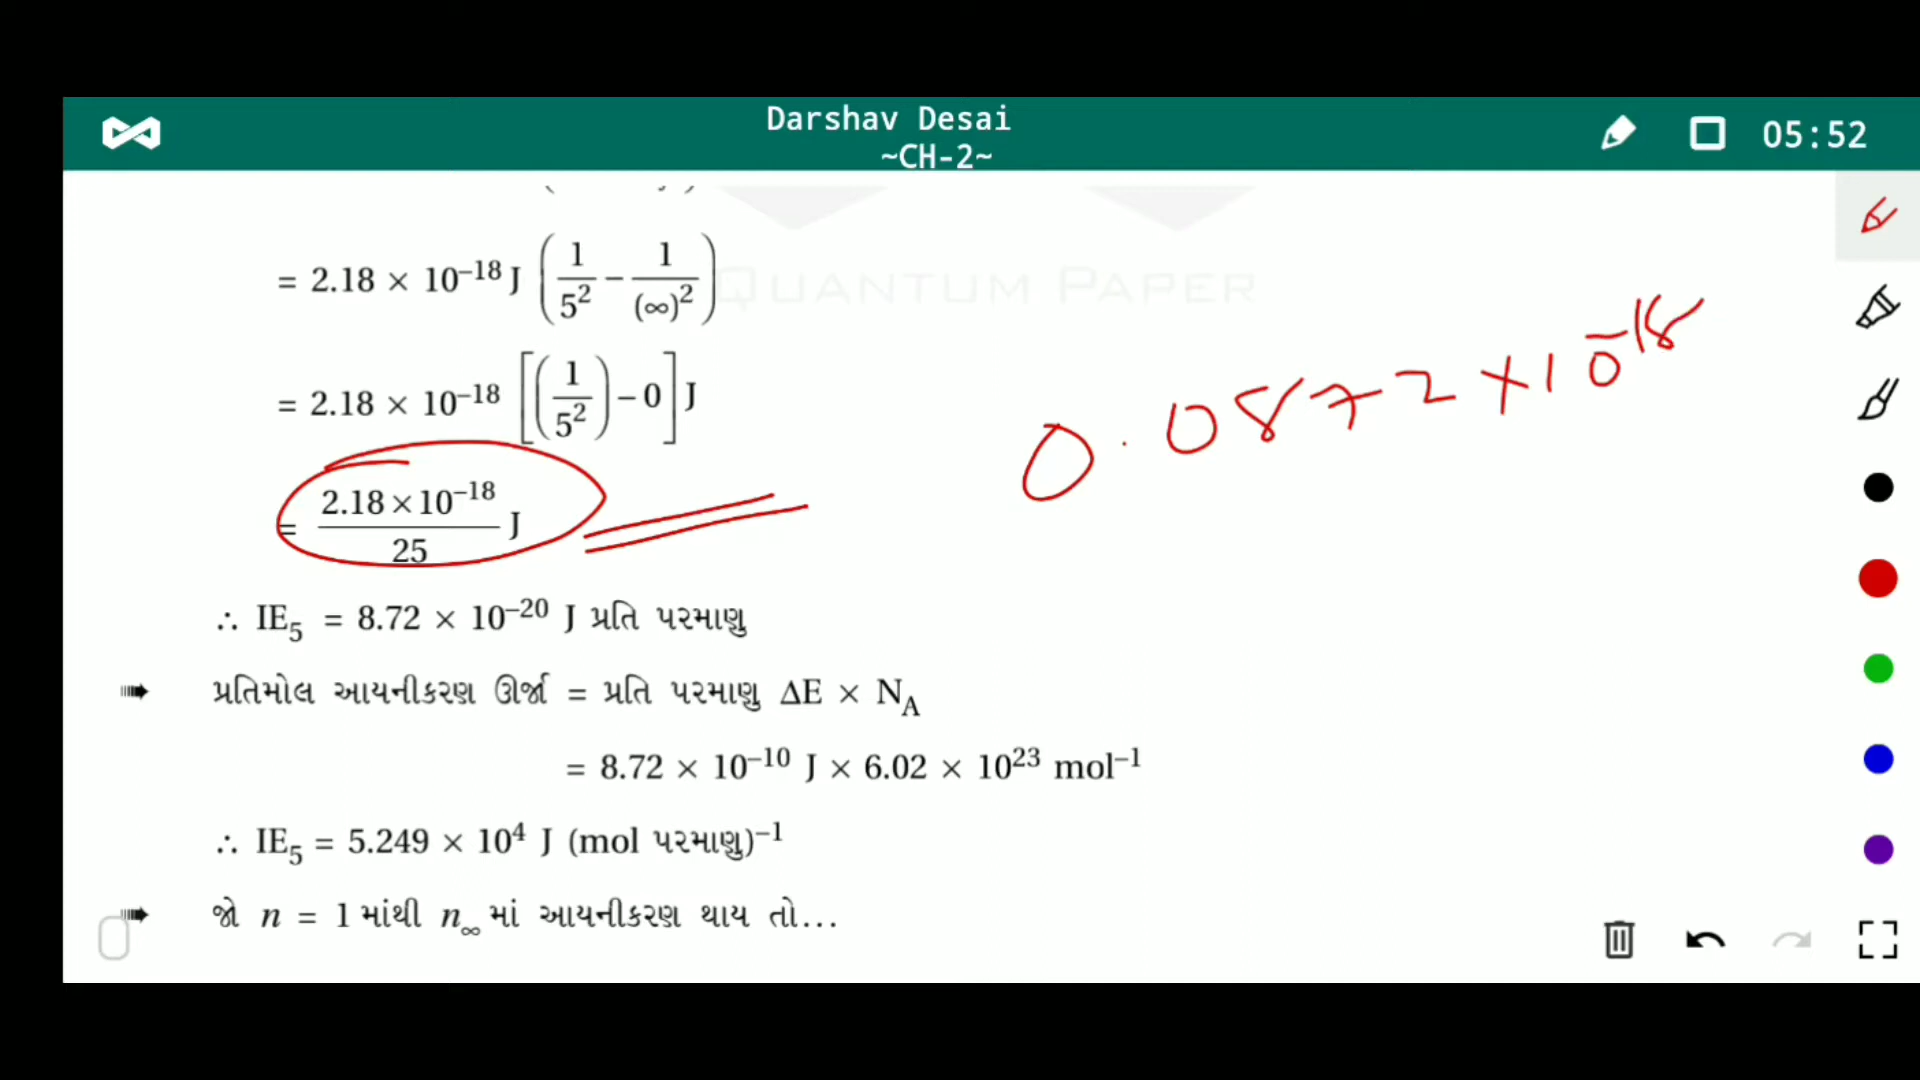 Darshav Desai
~CH-2~
05:52
QUANTUM PAPER
= 2.18 × 10⁻¹⁸ J (1/5² − 1/(∞)²)
= 2.18 × 10⁻¹⁸ [(1/5²) − 0] J
0.0872 × 10⁻¹⁸
= 2.18 × 10⁻¹⁸/25 J
∴ IE₅ = 8.72 × 10⁻²⁰ J પ્રતિ પરમાણુ
પ્રતિમોલ આયનીકરણ ઊર્જા = પ્રતિ પરમાણુ ΔE × N_A
= 8.72 × 10⁻¹⁰ J × 6.02 × 10²³ mol⁻¹
∴ IE₅ = 5.249 × 10⁴ J (mol પરમાણુ)⁻¹
જો n = 1 માંથી n∞ માં આયનીકરણ થાય તો...